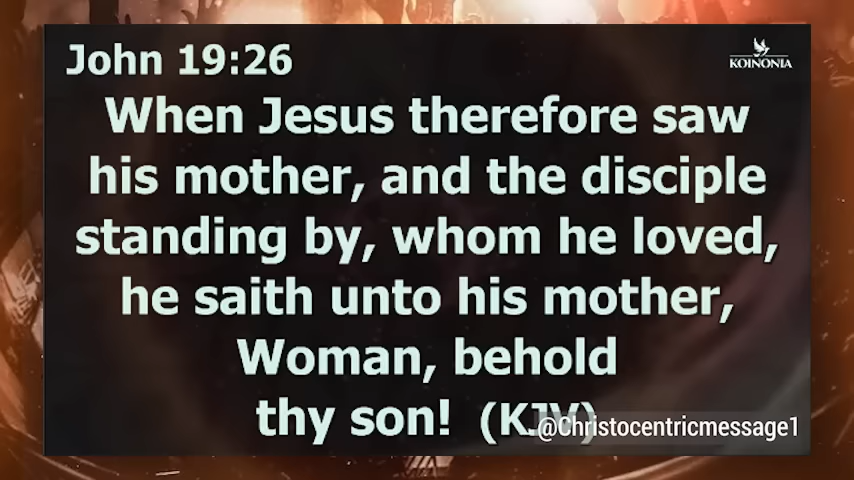 John 19:26
KOINONIA
When Jesus therefore saw
his mother, and the disciple
standing by, whom he loved,
he saith unto his mother,
Woman, behold
thy son! (KJV)
@Christocentricmessage1